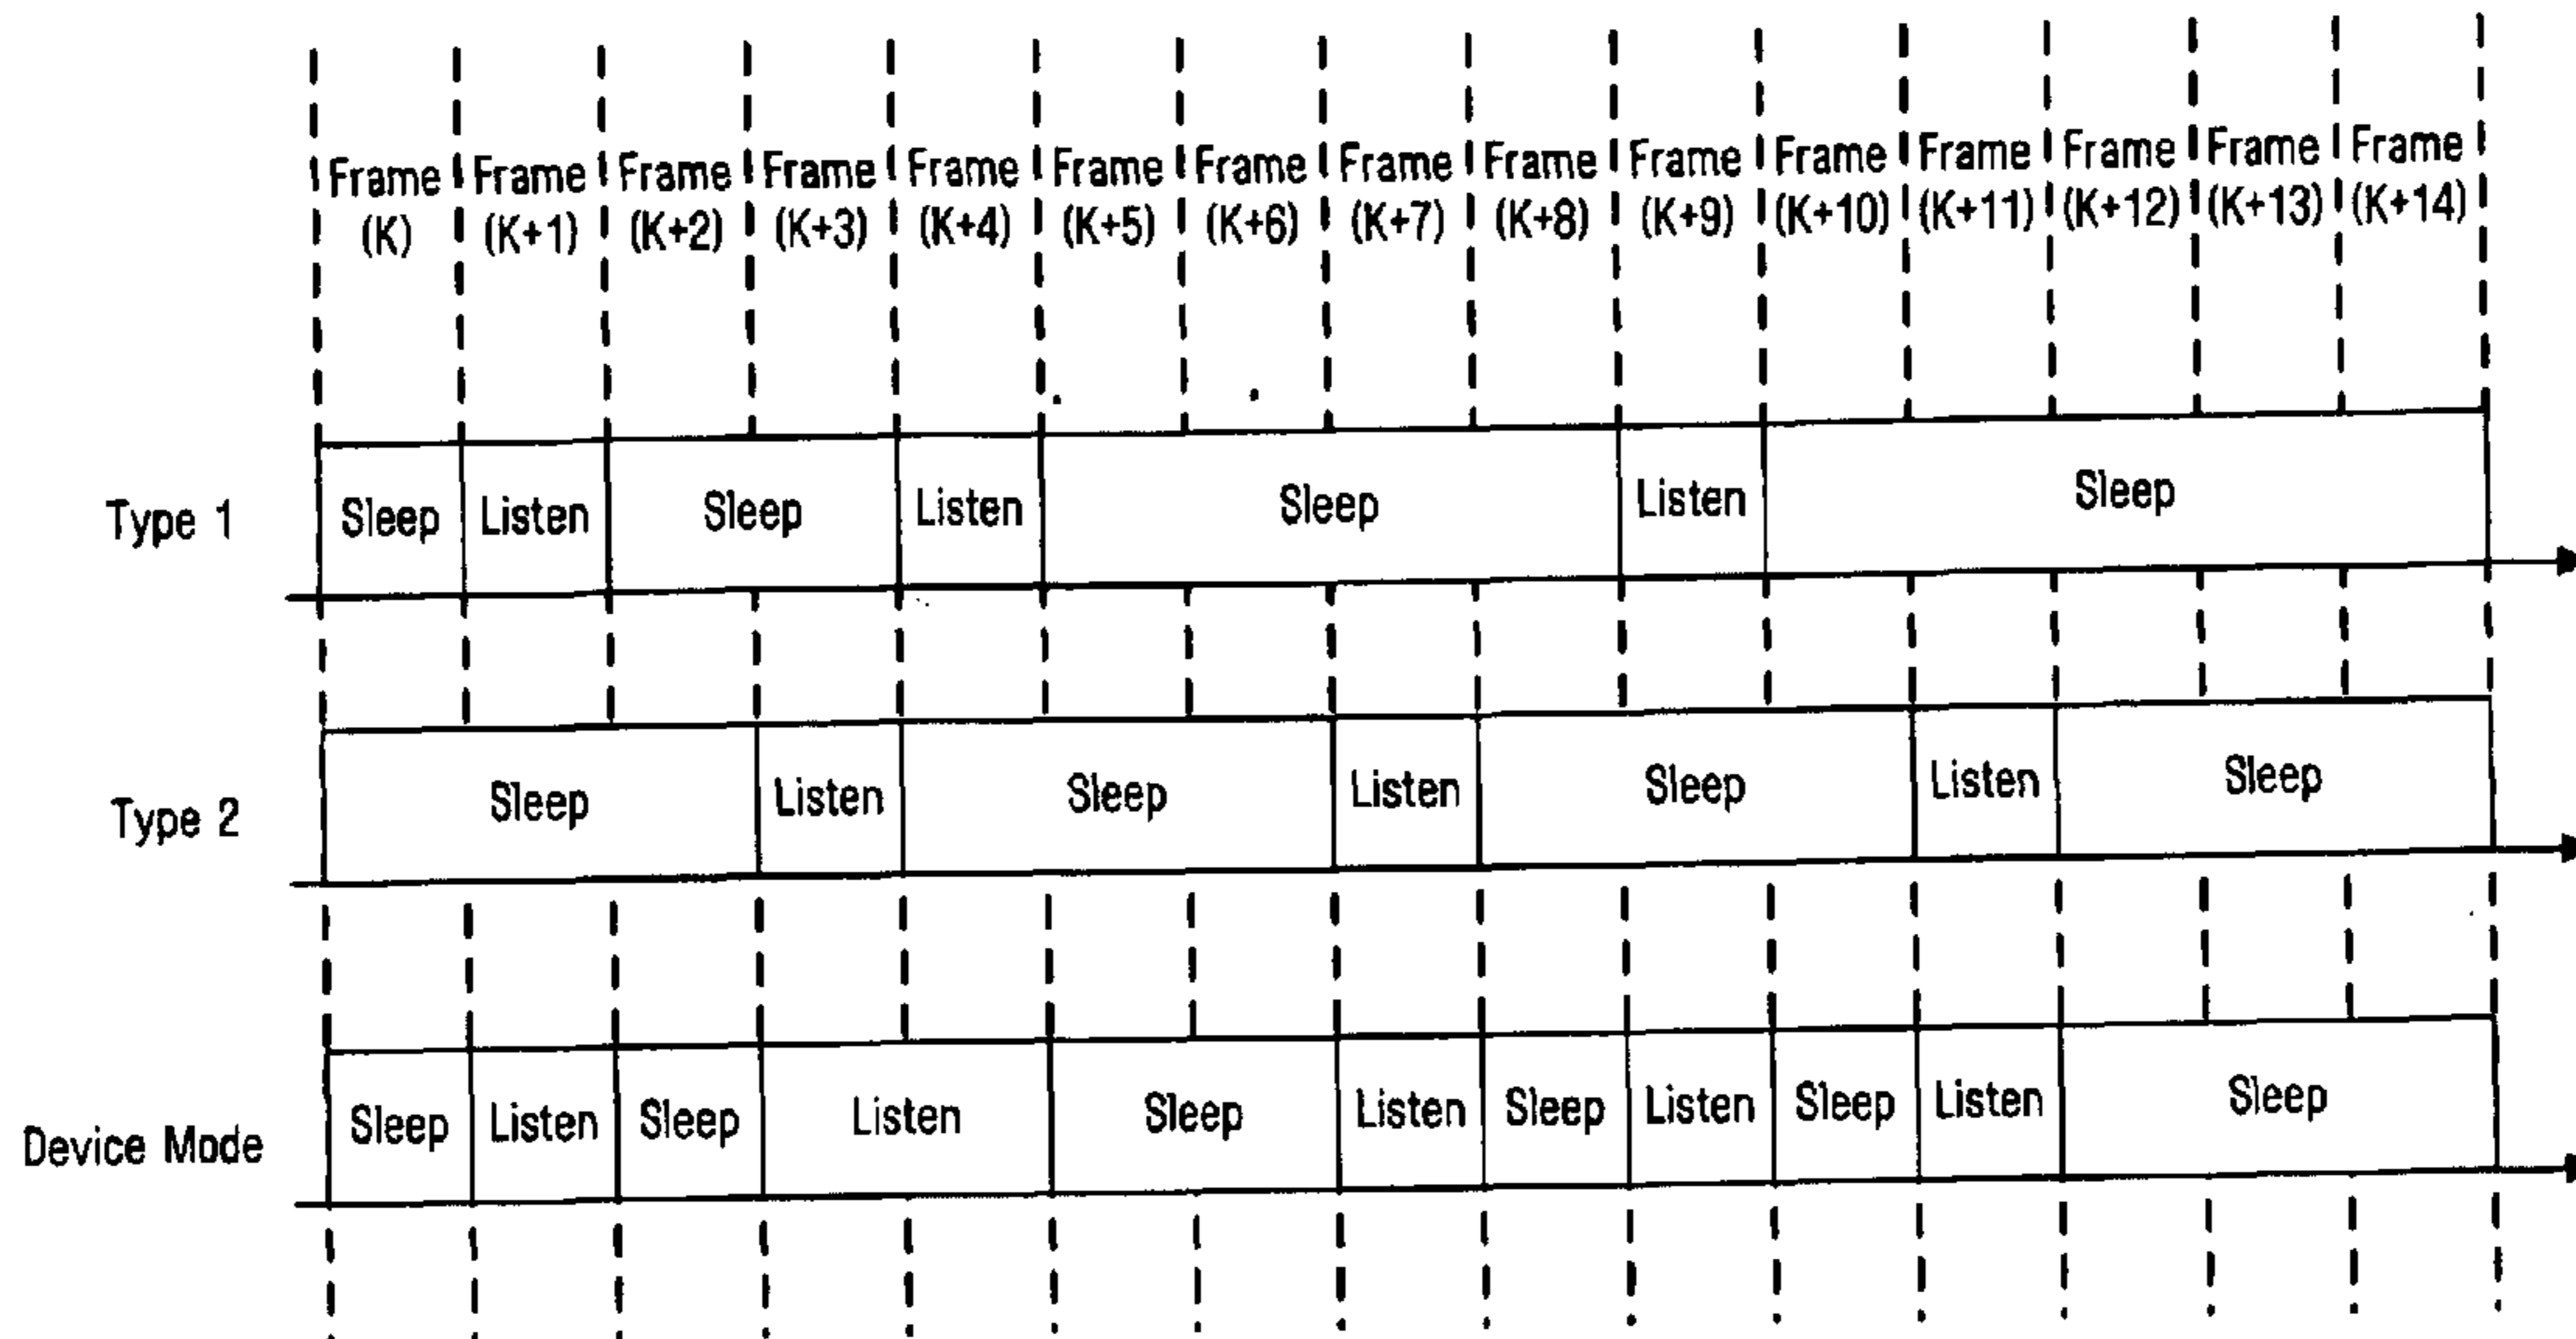 Frame Frame Frame Frame Frame Frame Frame Frame Frame Frame Frame Frame Frame Frame Frame
(K) (K+1) (K+2) (K+3) (K+4) (K+5) (K+6) (K+7) (K+8) (K+9) (K+10) (K+11) (K+12) (K+13) (K+14)
Type 1 Sleep Listen Sleep Listen Sleep Listen Sleep
Type 2 Sleep Listen Sleep Listen Sleep Listen Sleep
Device Mode Sleep Listen Sleep Listen Sleep Listen Sleep Listen Sleep Listen Sleep